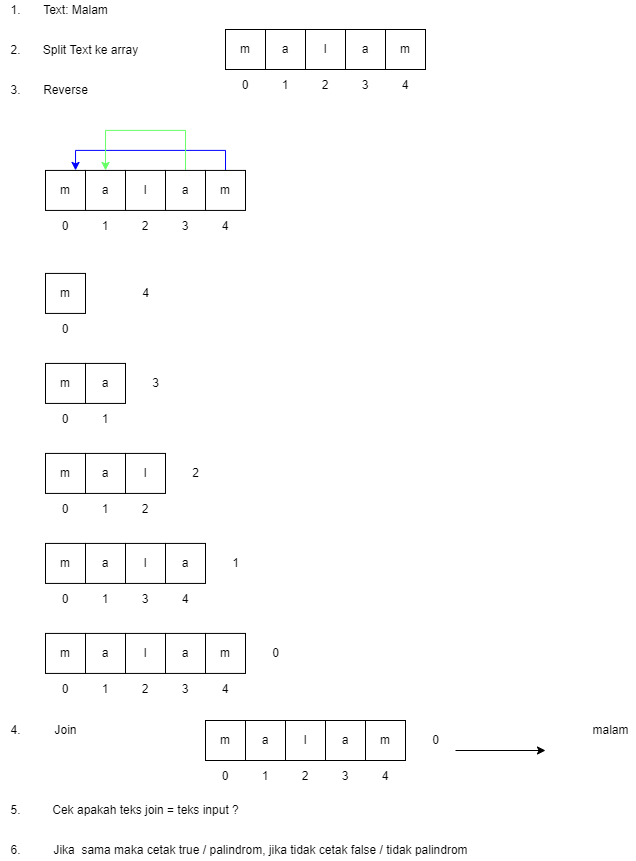 1. Text: Malam
2. Split Text ke array
m a l a m
0 1 2 3 4
3. Reverse
m a l a m
0 1 2 3 4
m 4
0
m a 3
0 1
m a l 2
0 1 2
m a l a 1
0 1 3 4
m a l a m 0
0 1 2 3 4
4. Join m a l a m 0 malam
0 1 2 3 4
5. Cek apakah teks join = teks input ?
6. Jika sama maka cetak true / palindrom, jika tidak cetak false / tidak palindrom